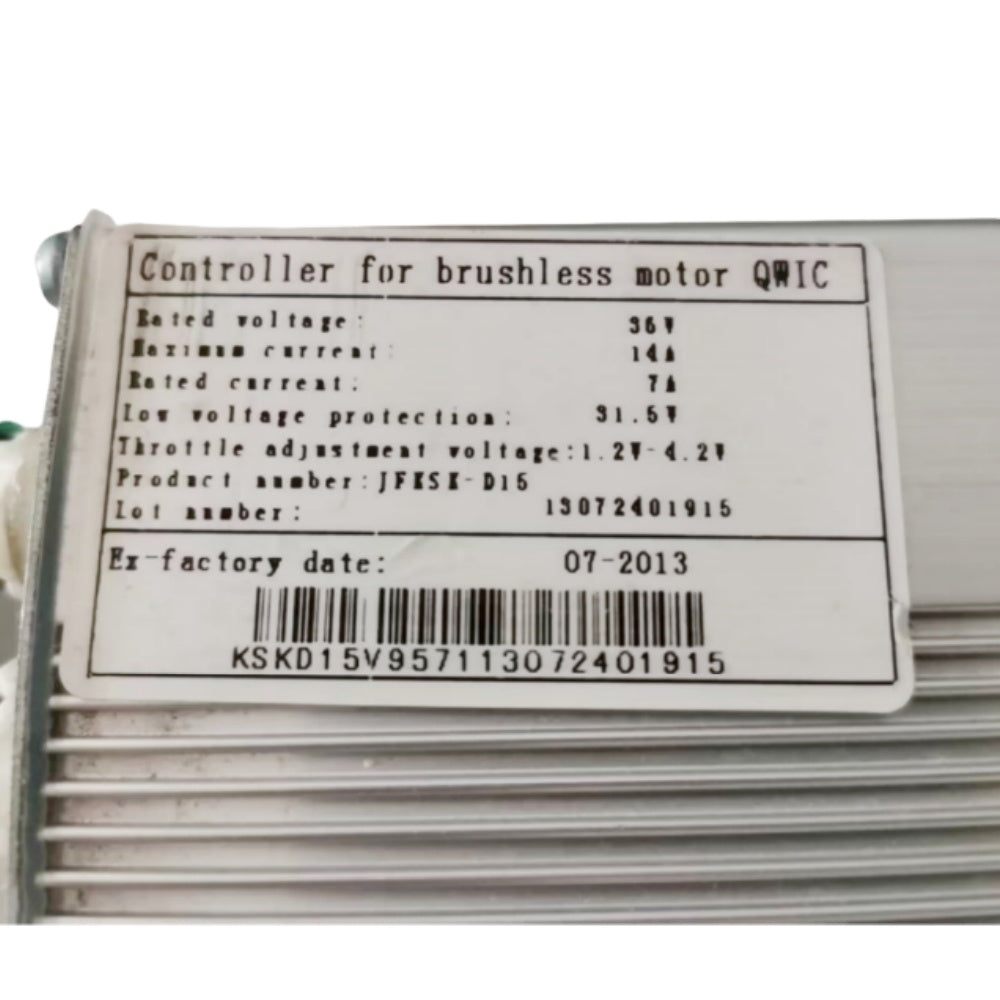 Controller for brushless motor QWIC
Rated voltage: 36V
Maximum current: 14A
Rated current: 7A
Low voltage protection: 31.5V
Throttle adjustment voltage:1.2V-4.2V
Product number:JFKSK-D15
Lot number: 13072401915
Ex-factory date: 07-2013
KSKD15V957113072401915